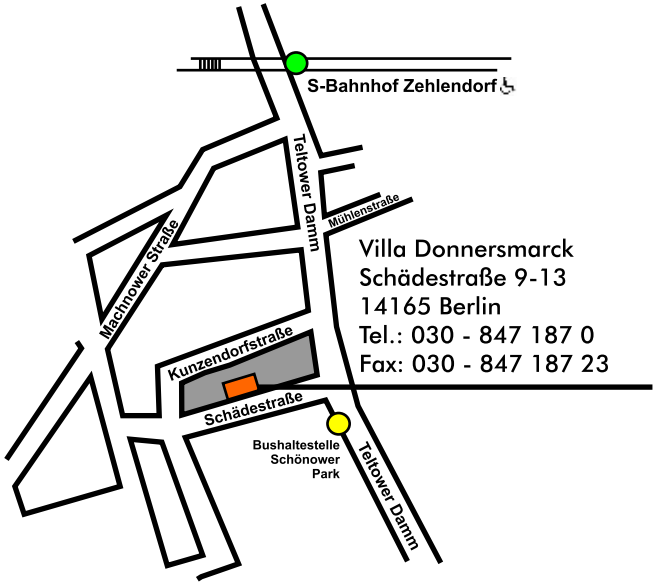 S-Bahnhof Zehlendorf
Teltower Damm
Mühlenstraße
Machnower Straße
Villa Donnersmarck
Schädestraße 9-13
14165 Berlin
Tel.: 030 - 847 187 0
Fax: 030 - 847 187 23
Kunzendorfstraße
Schädestraße
Bushaltestelle
Schönower
Park
Teltower Damm